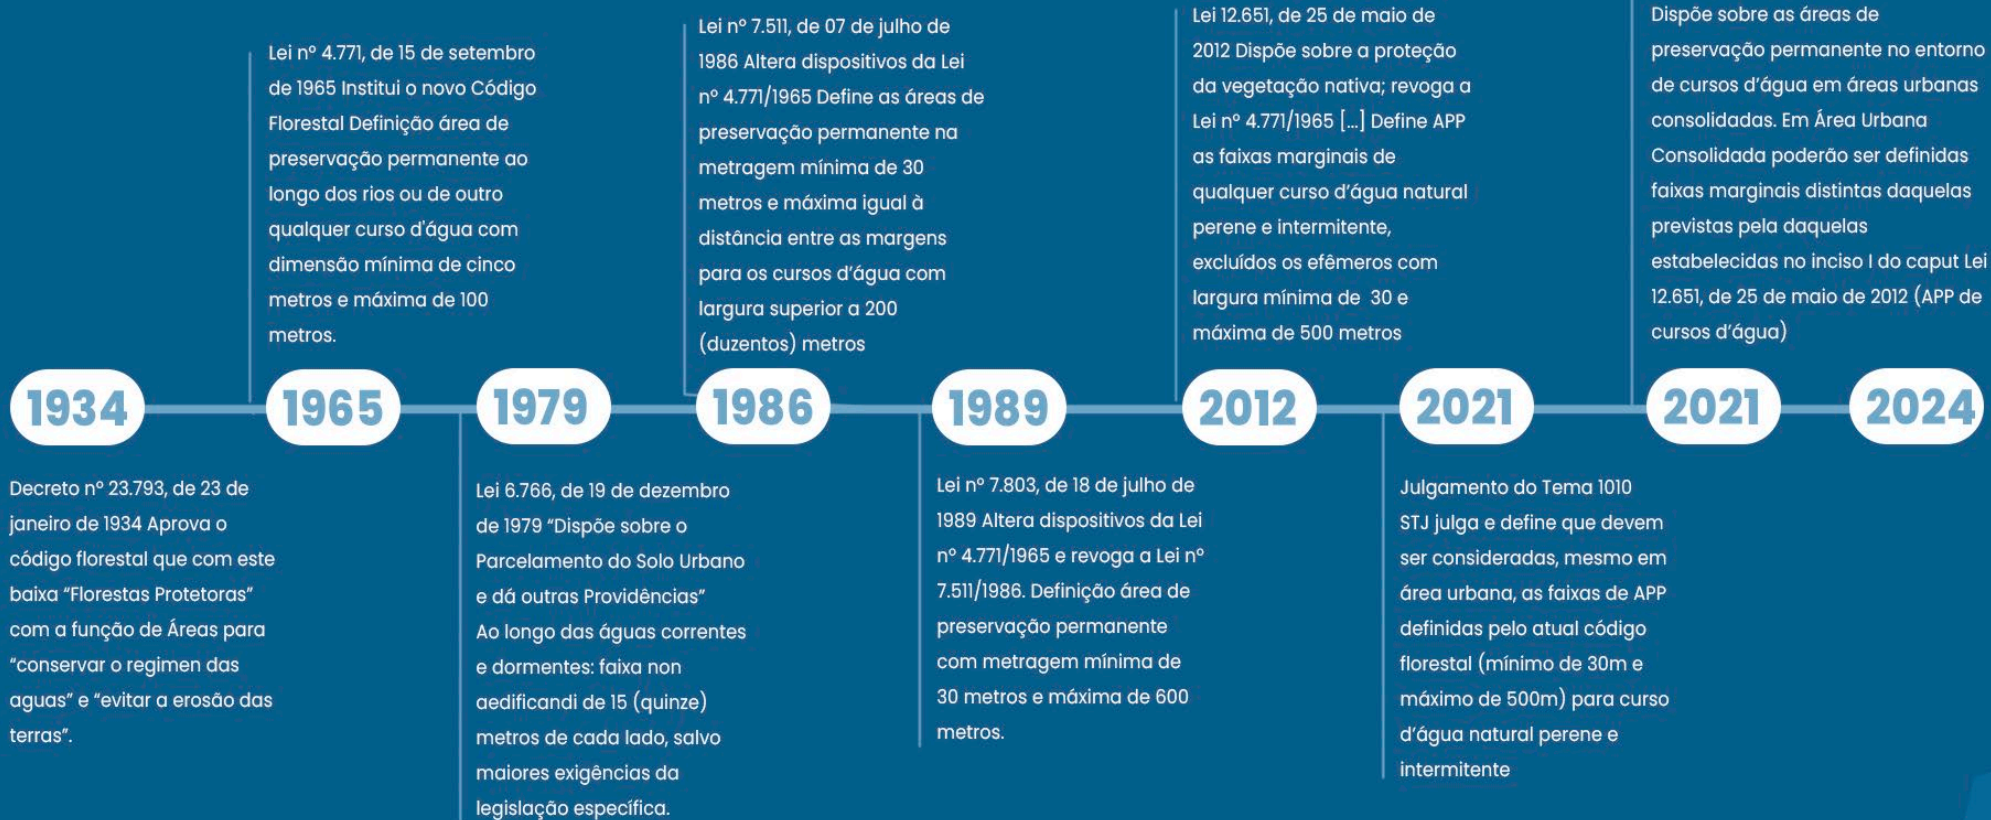 Lei nº 4.771, de 15 de setembro
de 1965 Institui o novo Código
Florestal Definição área de
preservação permanente ao
longo dos rios ou de outro
qualquer curso d'água com
dimensão mínima de cinco
metros e máxima de 100
metros.
Lei nº 7.511, de 07 de julho de
1986 Altera dispositivos da Lei
nº 4.771/1965 Define as áreas de
preservação permanente na
metragem mínima de 30
metros e máxima igual à
distância entre as margens
para os cursos d'água com
largura superior a 200
(duzentos) metros
Lei 12.651, de 25 de maio de
2012 Dispõe sobre a proteção
da vegetação nativa; revoga a
Lei nº 4.771/1965 [...] Define APP
as faixas marginais de
qualquer curso d'água natural
perene e intermitente,
excluídos os efêmeros com
largura mínima de 30 e
máxima de 500 metros
Dispõe sobre as áreas de
preservação permanente no entorno
de cursos d'água em áreas urbanas
consolidadas. Em Área Urbana
Consolidada poderão ser definidas
faixas marginais distintas daquelas
previstas pela daquelas
estabelecidas no inciso I do caput Lei
12.651, de 25 de maio de 2012 (APP de
cursos d'água)
1934
1965
1979
1986
1989
2012
2021
2021
2024
Decreto nº 23.793, de 23 de
janeiro de 1934 Aprova o
código florestal que com este
baixa “Florestas Protetoras”
com a função de Áreas para
“conservar o regimen das
aguas” e “evitar a erosão das
terras”.
Lei 6.766, de 19 de dezembro
de 1979 “Dispõe sobre o
Parcelamento do Solo Urbano
e dá outras Providências”
Ao longo das águas correntes
e dormentes: faixa non
aedificandi de 15 (quinze)
metros de cada lado, salvo
maiores exigências da
legislação específica.
Lei nº 7.803, de 18 de julho de
1989 Altera dispositivos da Lei
nº 4.771/1965 e revoga a Lei nº
7.511/1986. Definição área de
preservação permanente
com metragem mínima de
30 metros e máxima de 600
metros.
Julgamento do Tema 1010
STJ julga e define que devem
ser consideradas, mesmo em
área urbana, as faixas de APP
definidas pelo atual código
florestal (mínimo de 30m e
máximo de 500m) para curso
d'água natural perene e
intermitente